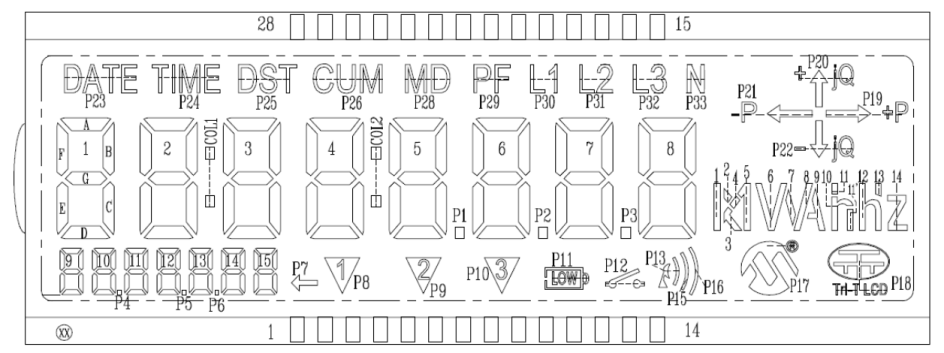 28 15
DATE TIME DST CUM MD PF L1 L2 L3 N
P23 P24 P25 P26 P28 P29 P30 P31 P32 P33
P20
+ jQ
P21 P19
-P +P
P22 - jQ
A
F 1 B 2 COL1 3 4 COL2 5 6 7 8
G
E C
D
P1 P2 P3
1 2 4 5 6 7 8 9 10 11 12 13 14
11
MVArhz
3
9 10 11 12 13 14 15
P4 P5 P6
P7 1 P8 2 P9 P10 3
P11 LOW P12 P13 P15 P16
® P17
TT P18
Tri-T-LCD
XX 1 14